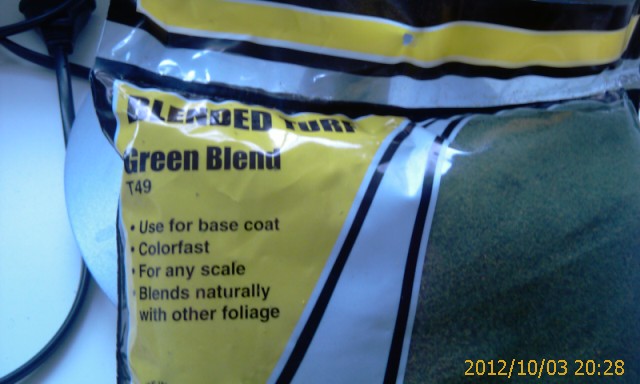 BLENDED TURF
Green Blend
T49
• Use for base coat
• Colorfast
• For any scale
• Blends naturally
with other foliage
2012/10/03 20:28